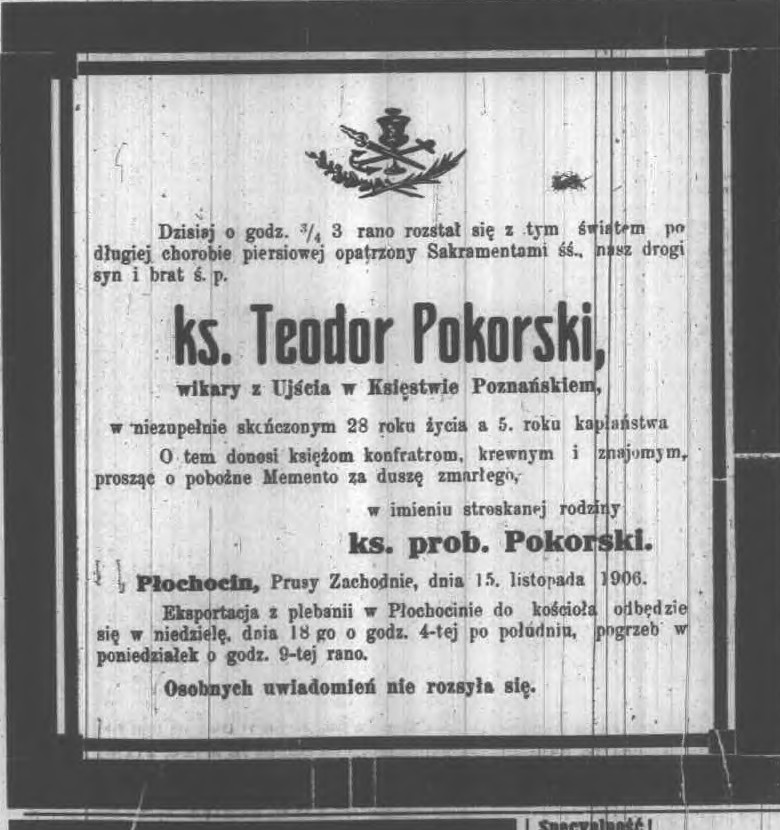 Dzisiaj o godz. 3/4 3 rano rozstał się z tym światem po
długiej chorobie piersiowej opatrzony Sakramentami śś., nasz drogi
syn i brat ś. p.
ks. Teodor Pokorski,
wikary z Ujścia w Księstwie Poznańskiem,
w niezupełnie skończonym 28 roku życia a 5. roku kapłaństwa
O tem donosi księżom konfratrom, krewnym i znajomym,
prosząc o pobożne Memento za duszę zmarłego,
w imieniu stroskanej rodziny
ks. prob. Pokorski.
Płochocin, Prusy Zachodnie, dnia 15. listopada 1906.
Eksportacja z plebanii w Płochocinie do kościoła odbędzie
się w niedzielę, dnia 18 go o godz. 4-tej po południu, pogrzeb w
poniedziałek o godz. 9-tej rano.
Osobnych uwiadomień nie rozsyła się.
Specyalność!